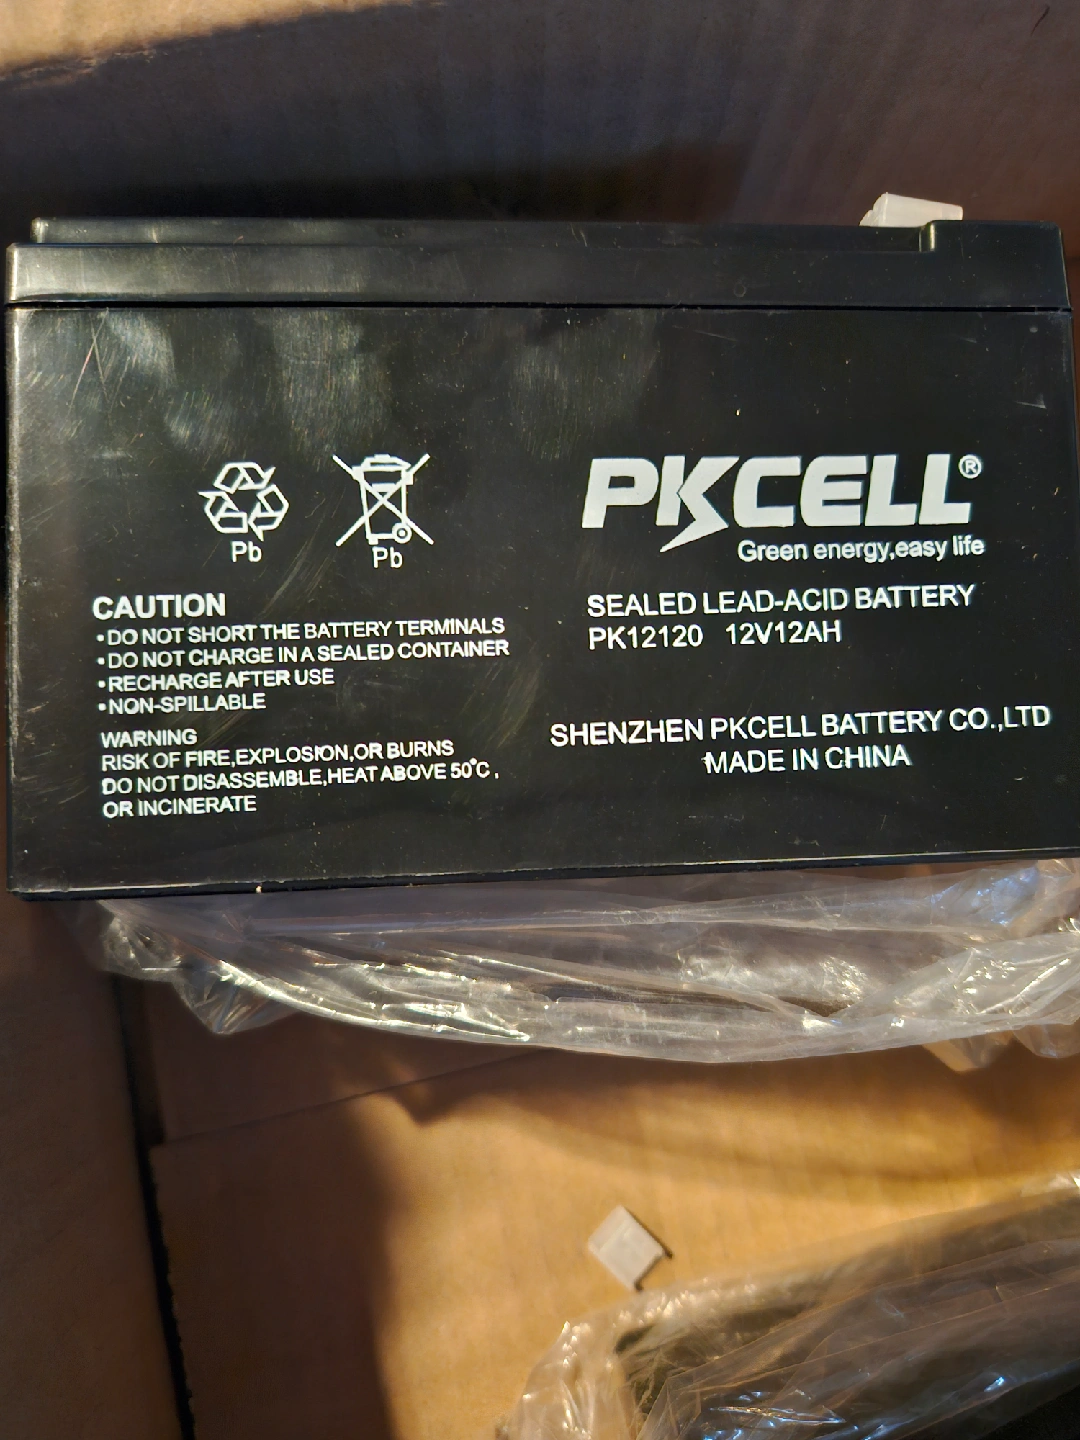 Pb
Pb
CAUTION
•DO NOT SHORT THE BATTERY TERMINALS
•DO NOT CHARGE IN A SEALED CONTAINER
•RECHARGE AFTER USE
•NON-SPILLABLE
WARNING
RISK OF FIRE,EXPLOSION,OR BURNS
DO NOT DISASSEMBLE,HEAT ABOVE 50°C,
OR INCINERATE
PKCELL®
Green energy,easy life
SEALED LEAD-ACID BATTERY
PK12120 12V12AH
SHENZHEN PKCELL BATTERY CO.,LTD
MADE IN CHINA